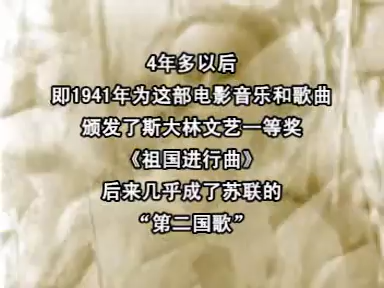 4年多以后
即1941年为这部电影音乐和歌曲
颁发了斯大林文艺一等奖
《祖国进行曲》
后来几乎成了苏联的
“第二国歌”